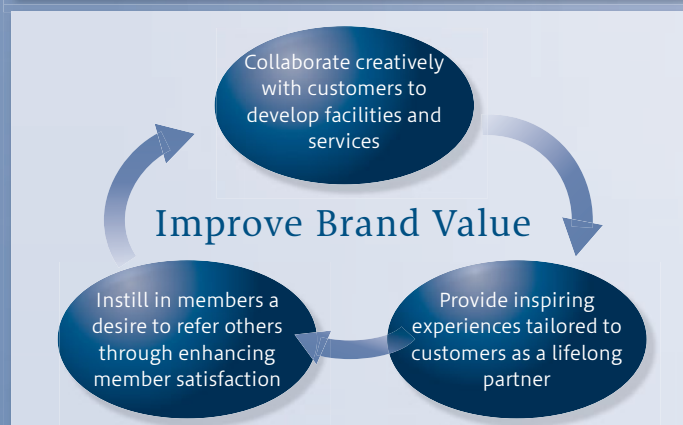 Collaborate creatively
with customers to
develop facilities and
services
Improve Brand Value
Instill in members a
desire to refer others
through enhancing
member satisfaction
Provide inspiring
experiences tailored to
customers as a lifelong
partner